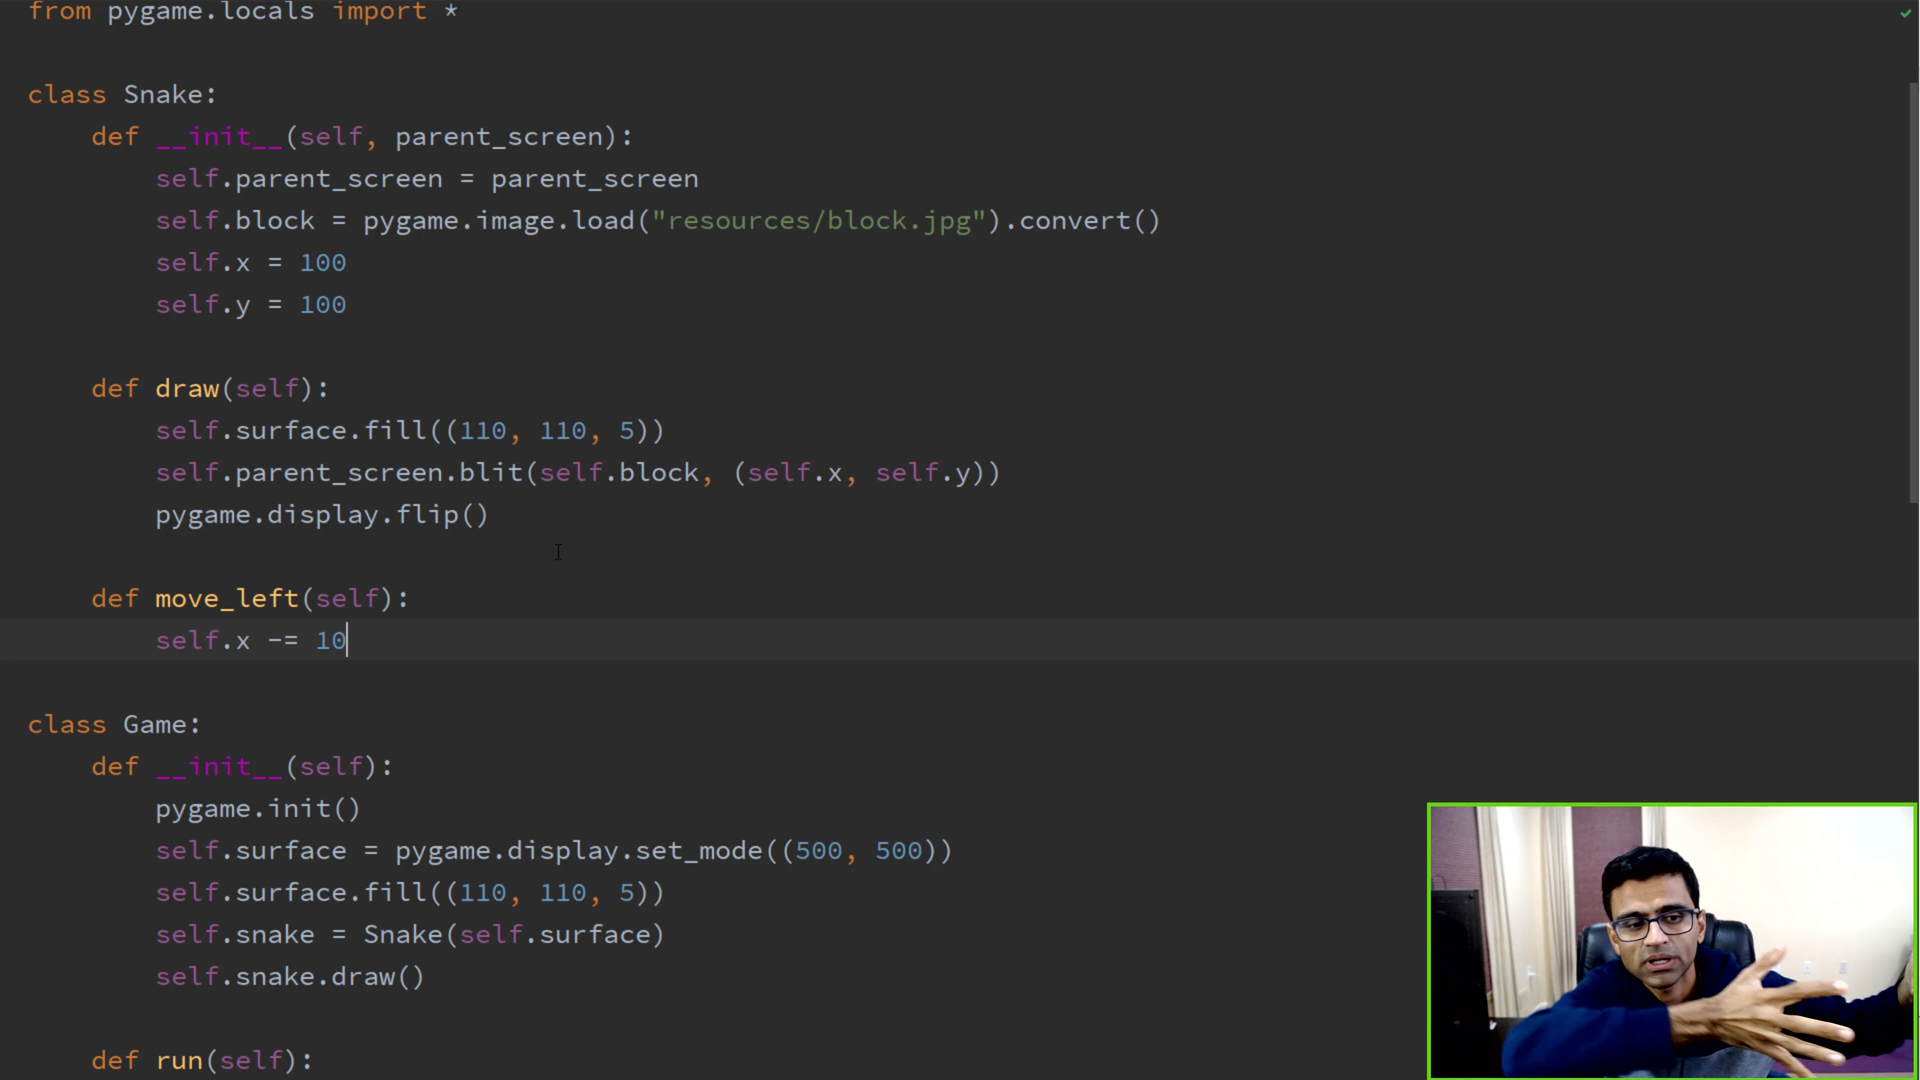 from pygame.locals import *
class Snake:
def __init__(self, parent_screen):
self.parent_screen = parent_screen
self.block = pygame.image.load("resources/block.jpg").convert()
self.x = 100
self.y = 100
def draw(self):
self.surface.fill((110, 110, 5))
self.parent_screen.blit(self.block, (self.x, self.y))
pygame.display.flip()
def move_left(self):
self.x -= 10
class Game:
def __init__(self):
pygame.init()
self.surface = pygame.display.set_mode((500, 500))
self.surface.fill((110, 110, 5))
self.snake = Snake(self.surface)
self.snake.draw()
def run(self):